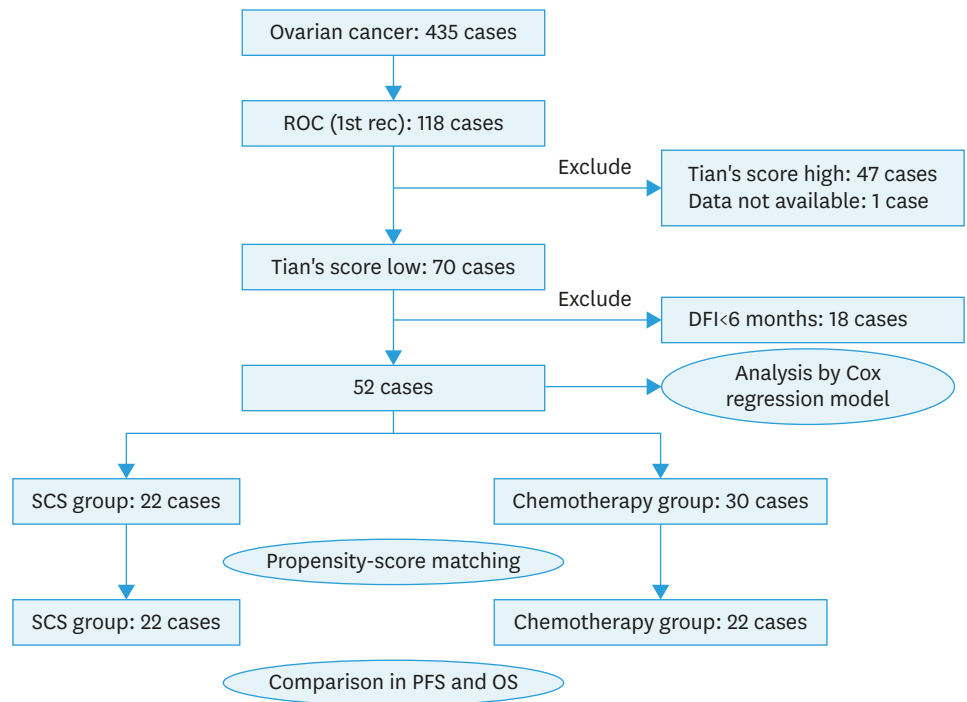 Ovarian cancer: 435 cases
ROC (1st rec): 118 cases
Exclude
Tian's score high: 47 cases
Data not available: 1 case
Tian's score low: 70 cases
Exclude
DFI<6 months: 18 cases
52 cases
Analysis by Cox
regression model
SCS group: 22 cases
Chemotherapy group: 30 cases
Propensity-score matching
SCS group: 22 cases
Chemotherapy group: 22 cases
Comparison in PFS and OS